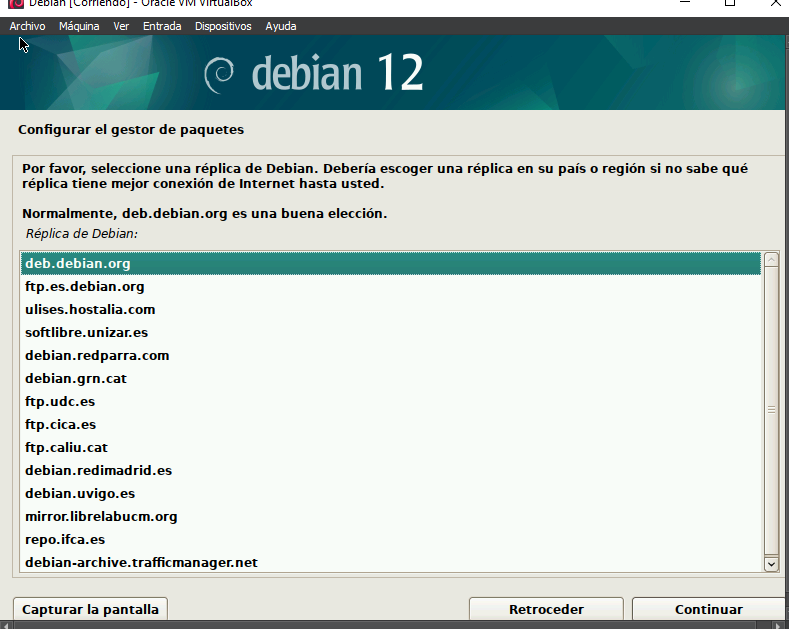 Debian [Corriendo] - Oracle VM VirtualBox
Archivo Máquina Ver Entrada Dispositivos Ayuda
debian 12
Configurar el gestor de paquetes
Por favor, seleccione una réplica de Debian. Debería escoger una réplica en su país o región si no sabe qué
réplica tiene mejor conexión de Internet hasta usted.
Normalmente, deb.debian.org es una buena elección.
Réplica de Debian:
deb.debian.org
ftp.es.debian.org
ulises.hostalia.com
softlibre.unizar.es
debian.redparra.com
debian.grn.cat
ftp.udc.es
ftp.cica.es
ftp.caliu.cat
debian.redimadrid.es
debian.uvigo.es
mirror.librelabucm.org
repo.ifca.es
debian-archive.trafficmanager.net
Capturar la pantalla Retroceder Continuar